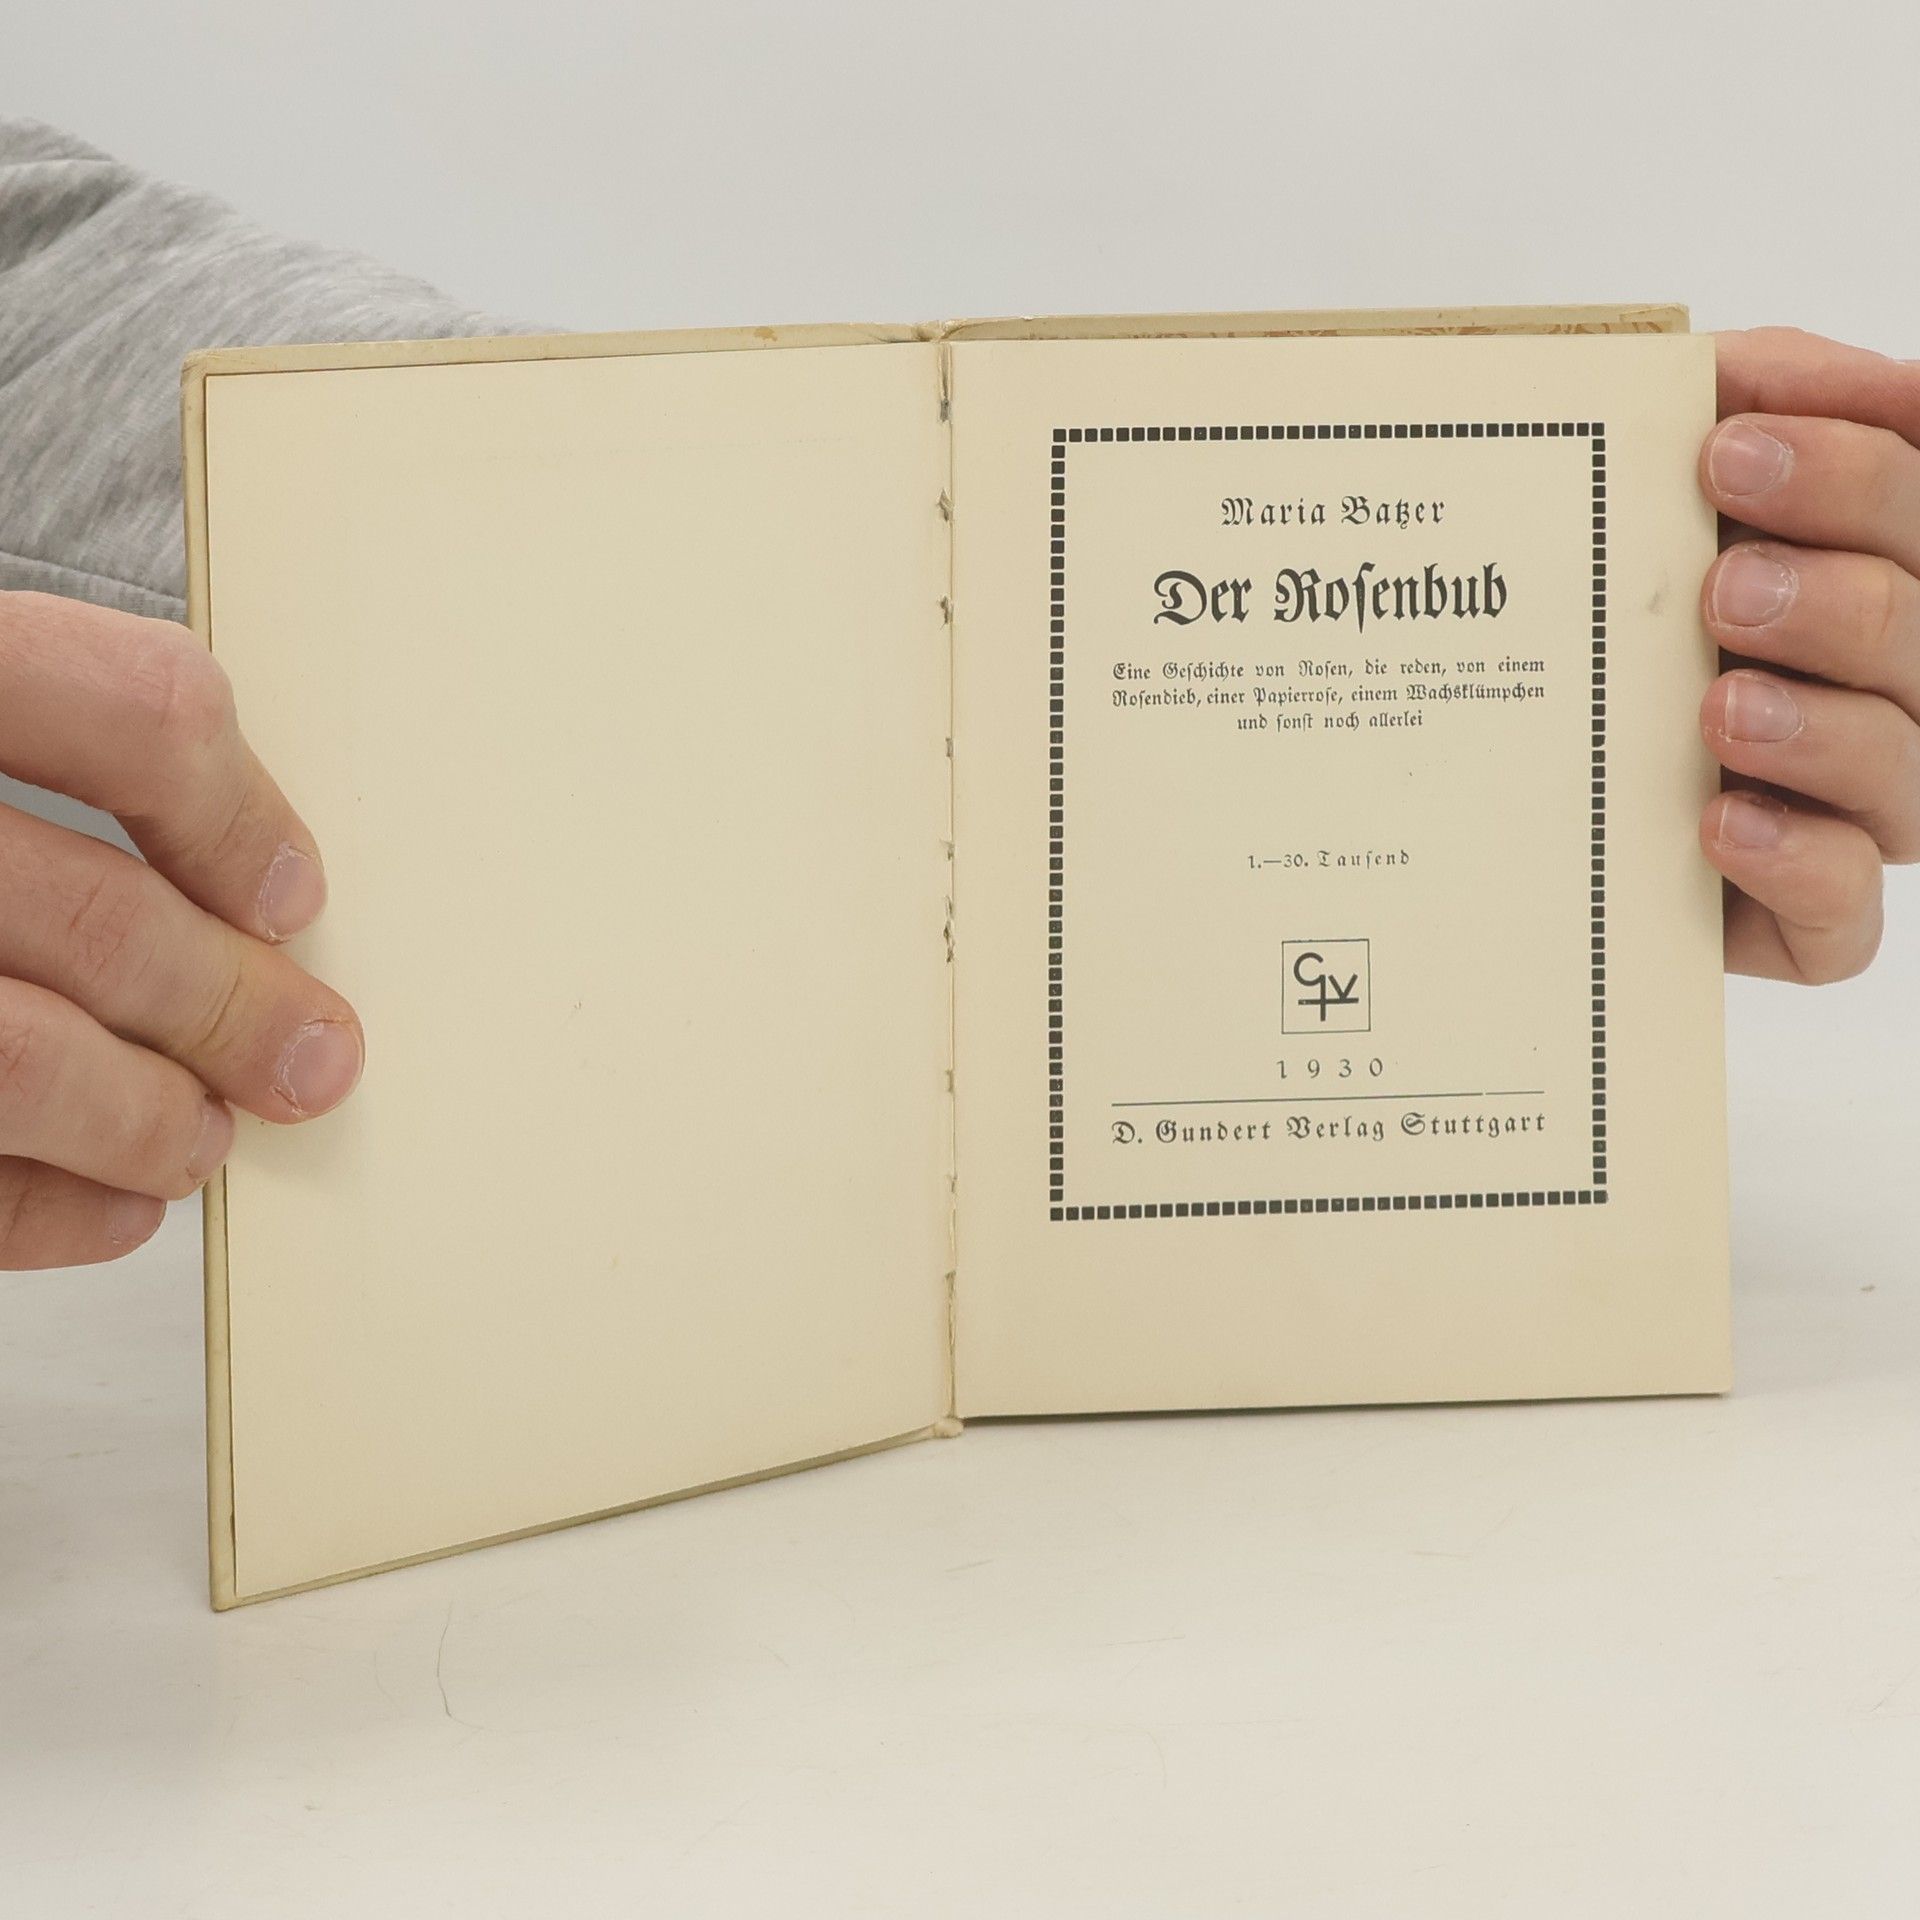 Maria Batzer
Der Roſenbub
Eine Geſchichte von Roſen, die reden, von einem
Roſendieb, einer Papierroſe, einem Wachsklümpchen
und ſonſt noch allerlei
1.—30. Tauſend
GV
1930
D. Gundert Verlag Stuttgart